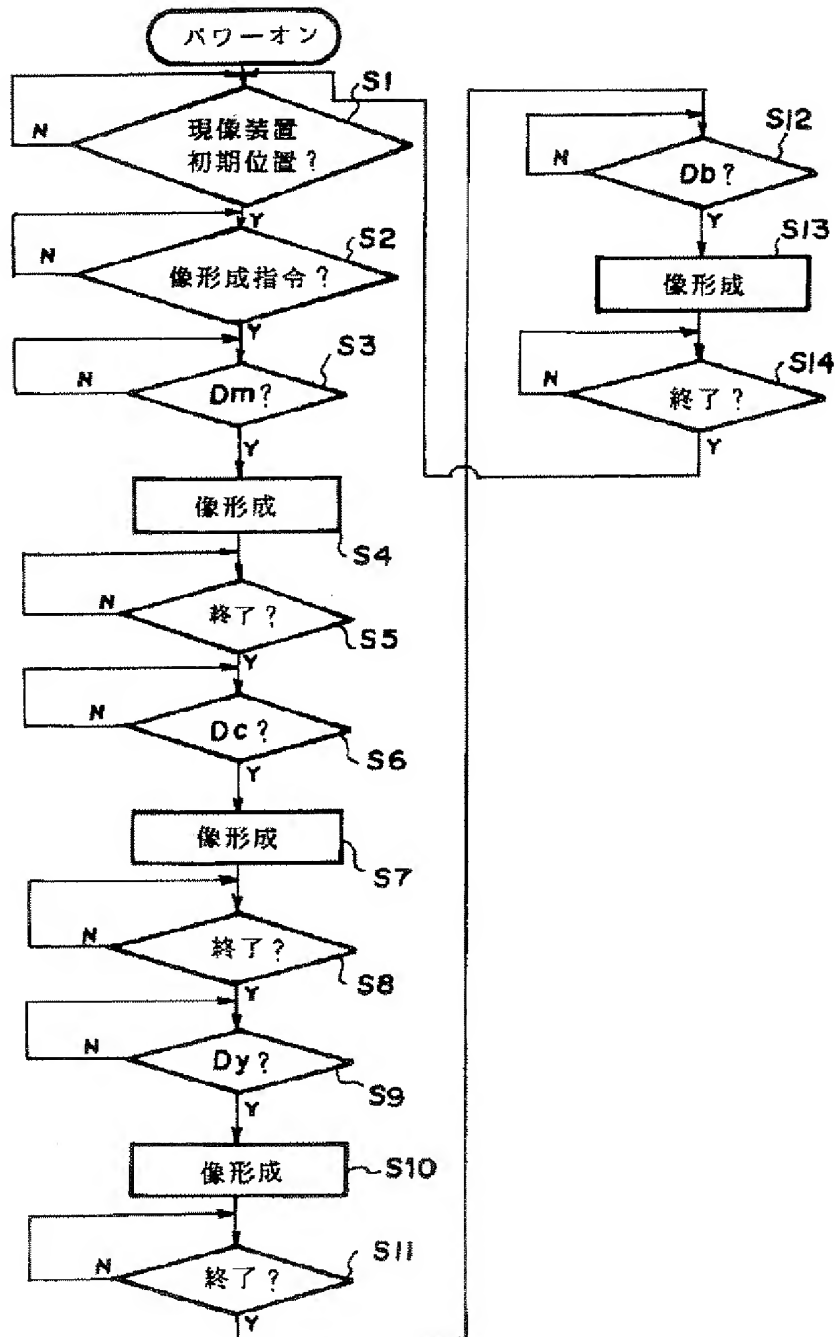 パワーオン
S1
現像装置
初期位置?
N
Y
S2
像形成指令?
N
Y
S3
Dm?
N
Y
像形成
S4
終了?
N
S5
Y
Dc?
N
S6
Y
像形成
S7
終了?
N
S8
Y
Dy?
N
S9
Y
像形成
S10
終了?
N
S11
Y
S12
Db?
N
Y
S13
像形成
S14
終了?
N
Y